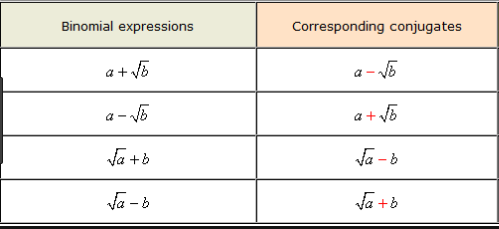 Binomial expressions Corresponding conjugates
a + √b a − √b
a − √b a + √b
√a + b √a − b
√a − b √a + b